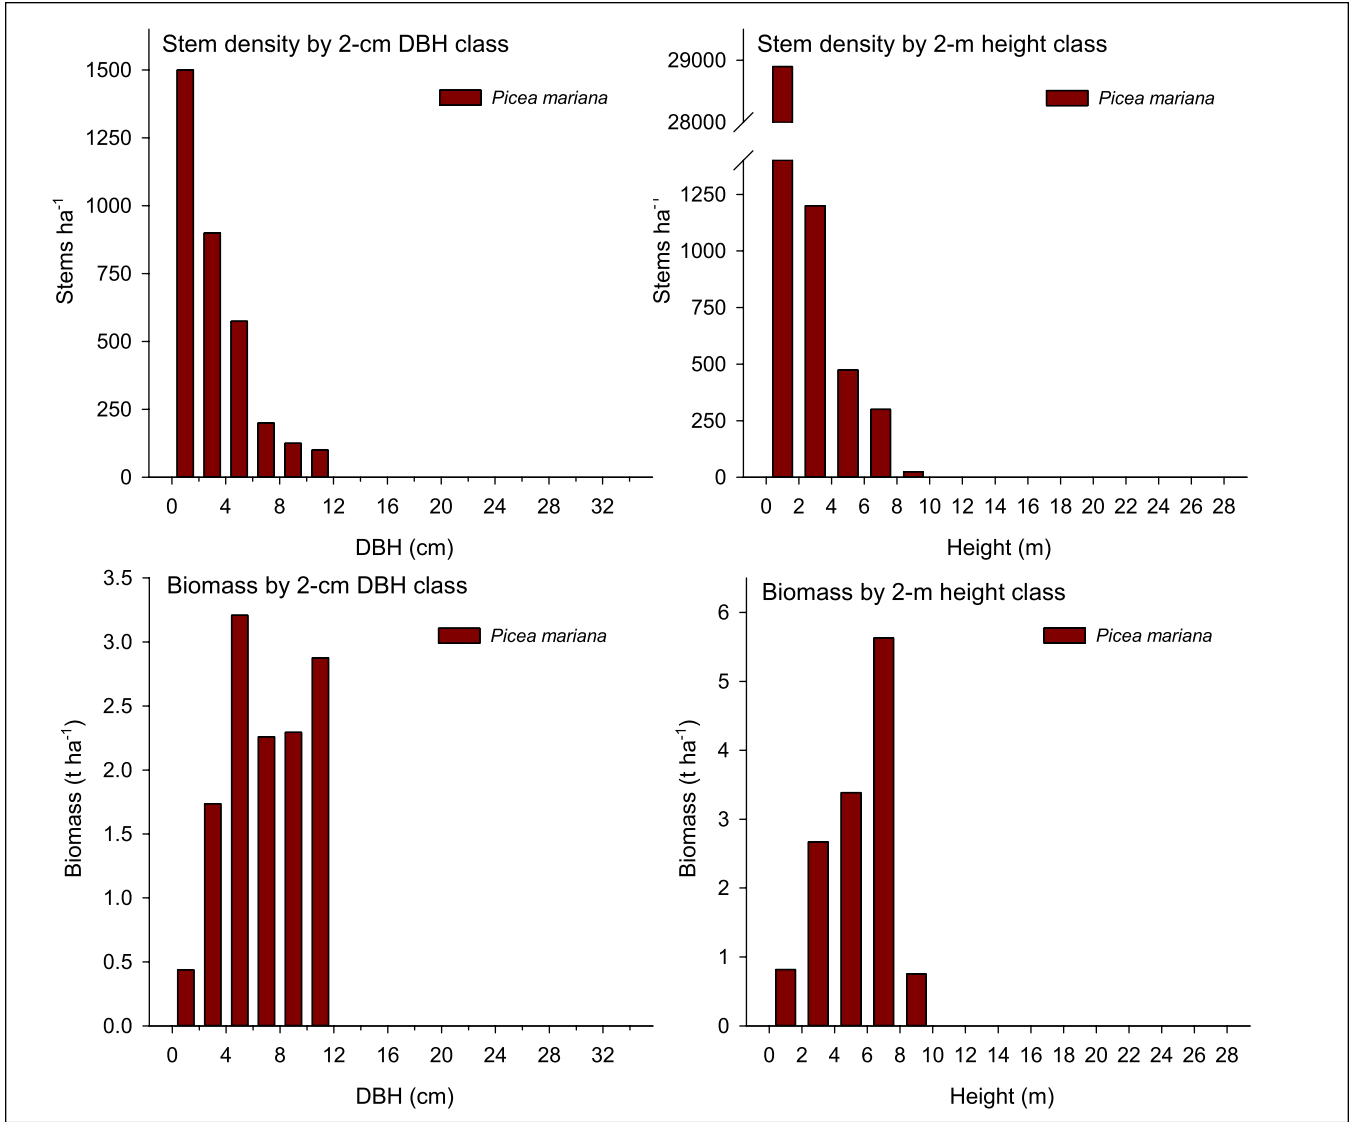 Stem density by 2-cm DBH class
Picea mariana
1500
1250
1000
750
500
250
0
Stems ha-1
0 4 8 12 16 20 24 28 32
DBH (cm)
Stem density by 2-m height class
Picea mariana
29000
28000
1250
1000
750
500
250
0
Stems ha-1
0 2 4 6 8 10 12 14 16 18 20 22 24 26 28
Height (m)
Biomass by 2-cm DBH class
Picea mariana
3.5
3.0
2.5
2.0
1.5
1.0
0.5
0.0
Biomass (t ha-1)
0 4 8 12 16 20 24 28 32
DBH (cm)
Biomass by 2-m height class
Picea mariana
6
5
4
3
2
1
0
Biomass (t ha-1)
0 2 4 6 8 10 12 14 16 18 20 22 24 26 28
Height (m)